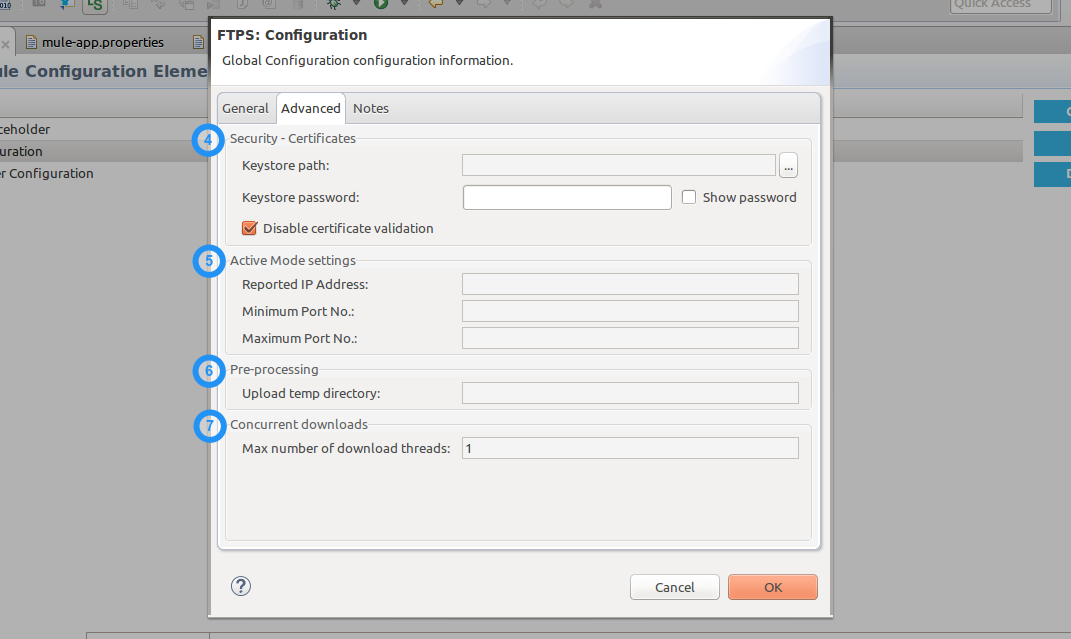 010
LS
Quick Access
mule-app.properties
FTPS: Configuration
Global Configuration configuration information.
ule Configuration Eleme
General Advanced Notes
4 Security - Certificates
ceholder
Keystore path: ...
uration
er Configuration
Keystore password: Show password
Disable certificate validation
5 Active Mode settings
Reported IP Address:
Minimum Port No.:
Maximum Port No.:
6 Pre-processing
Upload temp directory:
7 Concurrent downloads
Max number of download threads: 1
? Cancel OK